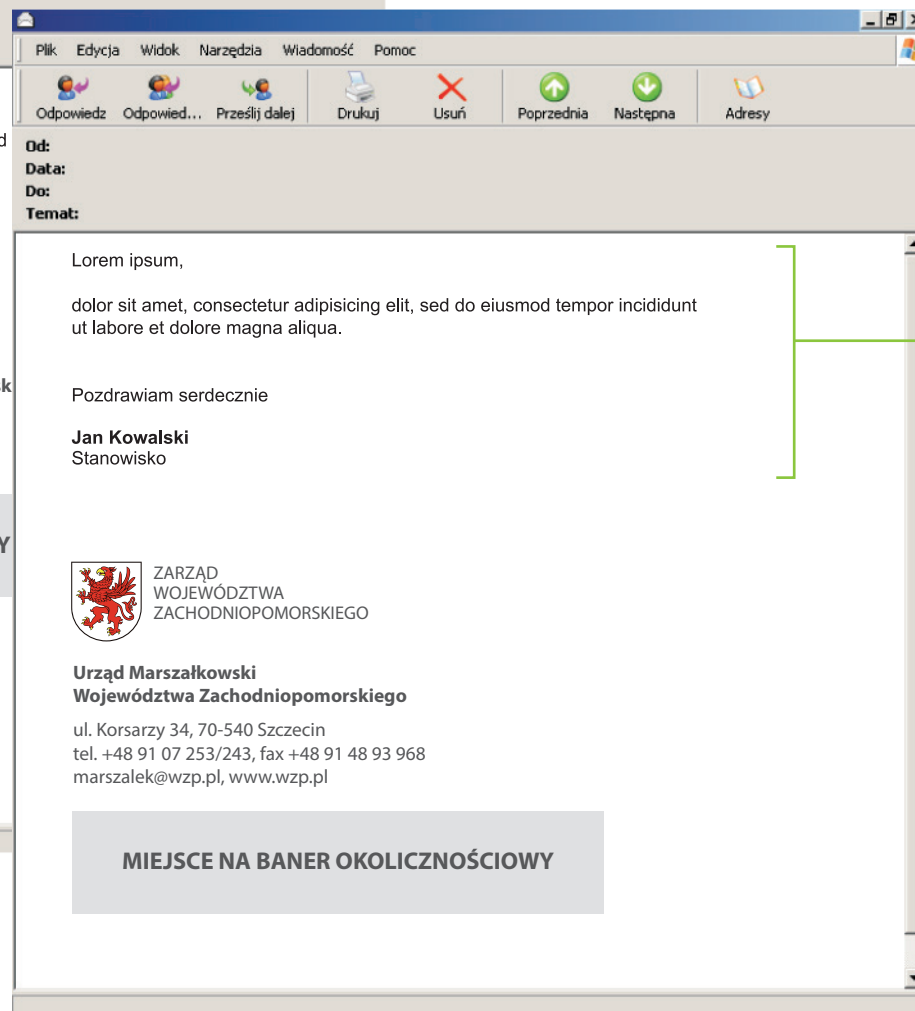 Plik Edycja Widok Narzędzia Wiadomość Pomoc
Odpowiedz Odpowied... Prześlij dalej Drukuj Usuń Poprzednia Następna Adresy
Od:
Data:
Do:
Temat:
Lorem ipsum,
dolor sit amet, consectetur adipisicing elit, sed do eiusmod tempor incididunt
ut labore et dolore magna aliqua.
Pozdrawiam serdecznie
Jan Kowalski
Stanowisko
ZARZĄD
WOJEWÓDZTWA
ZACHODNIOPOMORSKIEGO
Urząd Marszałkowski
Województwa Zachodniopomorskiego
ul. Korsarzy 34, 70-540 Szczecin
tel. +48 91 07 253/243, fax +48 91 48 93 968
marszalek@wzp.pl, www.wzp.pl
MIEJSCE NA BANER OKOLICZNOŚCIOWY